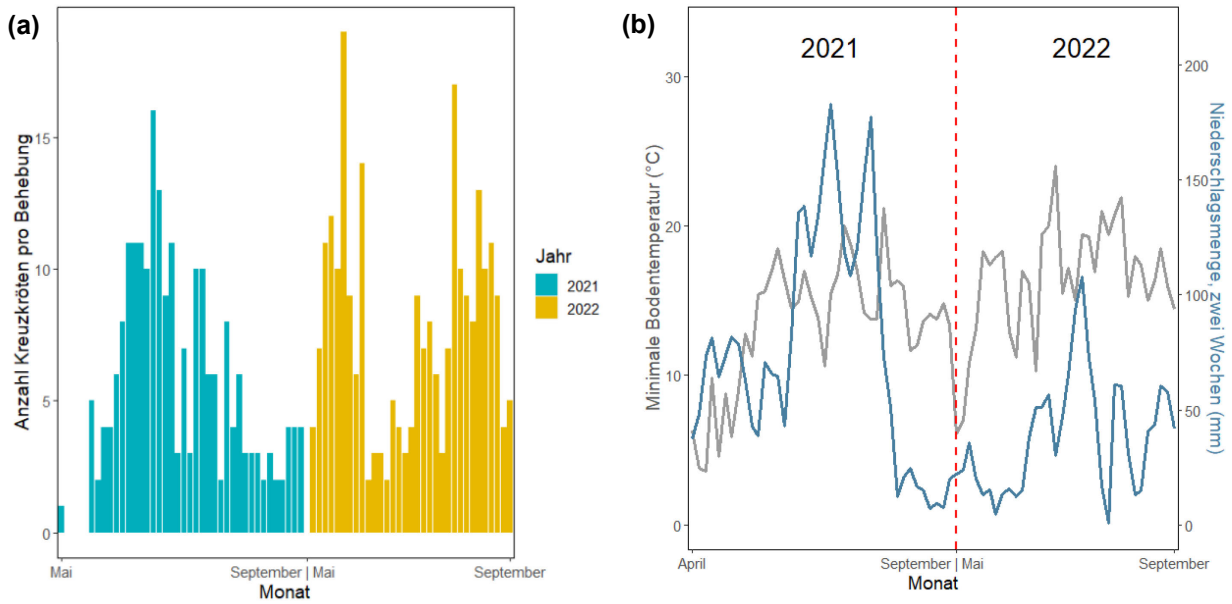 (a)
Anzahl Kreuzkröten pro Behebung
15
10
5
0
Mai
September | Mai
September
Monat
Jahr
2021
2022
(b)
2021
2022
Minimale Bodentemperatur (°C)
30
20
10
0
200
150
100
50
0
Niederschlagsmenge, zwei Wochen (mm)
April
September | Mai
September
Monat